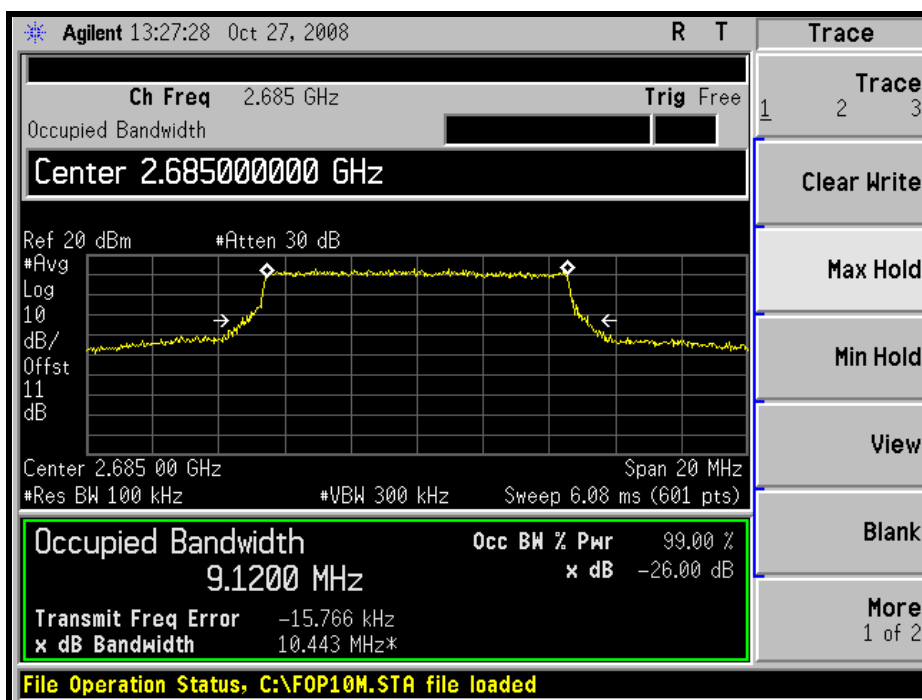 Agilent 13:27:28 Oct 27, 2008 R T
Trace
Ch Freq 2.685 GHz Trig Free
Occupied Bandwidth
Center 2.685000000 GHz
Ref 20 dBm #Atten 30 dB
#Avg
Log
10
dB/
Offst
11
dB
Center 2.685 00 GHz Span 20 MHz
#Res BW 100 kHz #VBW 300 kHz Sweep 6.08 ms (601 pts)
Occupied Bandwidth
9.1200 MHz
Occ BW % Pwr 99.00 %
x dB -26.00 dB
Transmit Freq Error -15.766 kHz
x dB Bandwidth 10.443 MHz*
File Operation Status, C:\FOP10M.STA file loaded
Trace
1 2 3
Clear Write
Max Hold
Min Hold
View
Blank
More
1 of 2